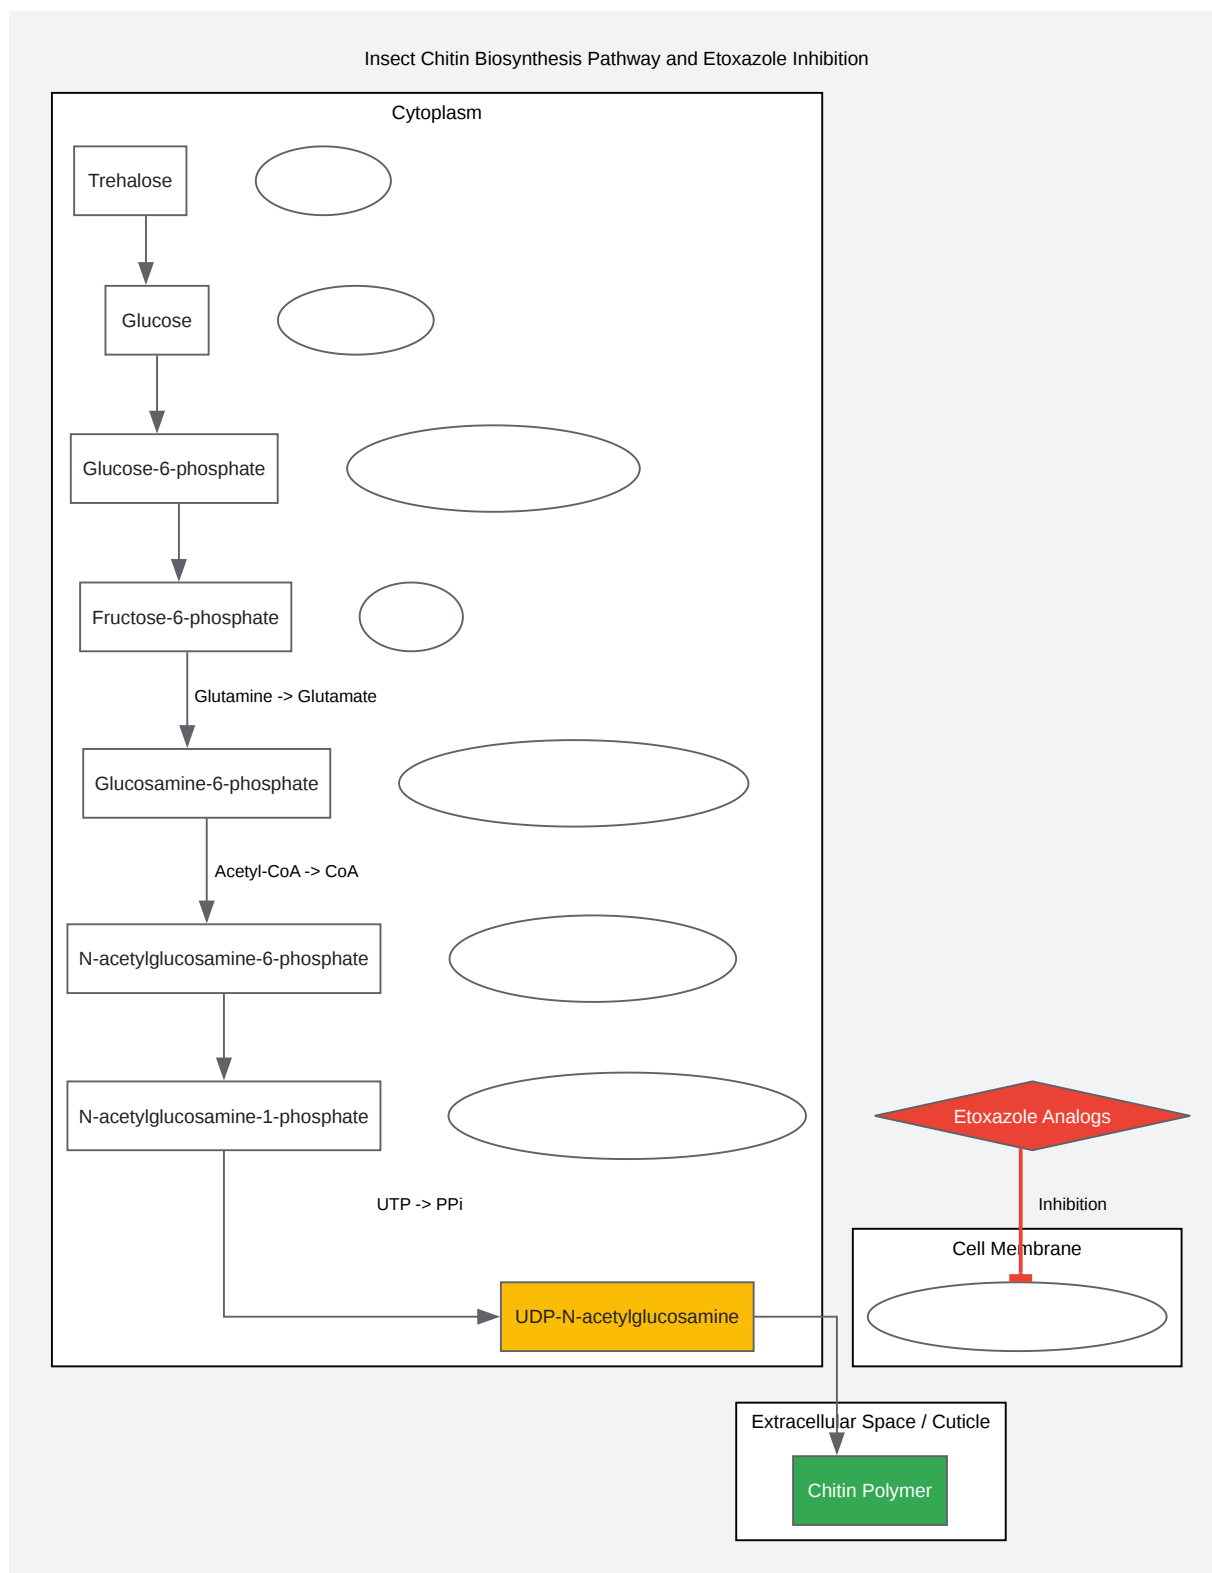 Insect Chitin Biosynthesis Pathway and Etoxazole Inhibition
Cytoplasm
Trehalose
Glucose
Glucose-6-phosphate
Fructose-6-phosphate
Glutamine -> Glutamate
Glucosamine-6-phosphate
Acetyl-CoA -> CoA
N-acetylglucosamine-6-phosphate
N-acetylglucosamine-1-phosphate
Etoxazole Analogs
UTP -> PPi
Inhibition
Cell Membrane
UDP-N-acetylglucosamine
Extracellular Space / Cuticle
Chitin Polymer